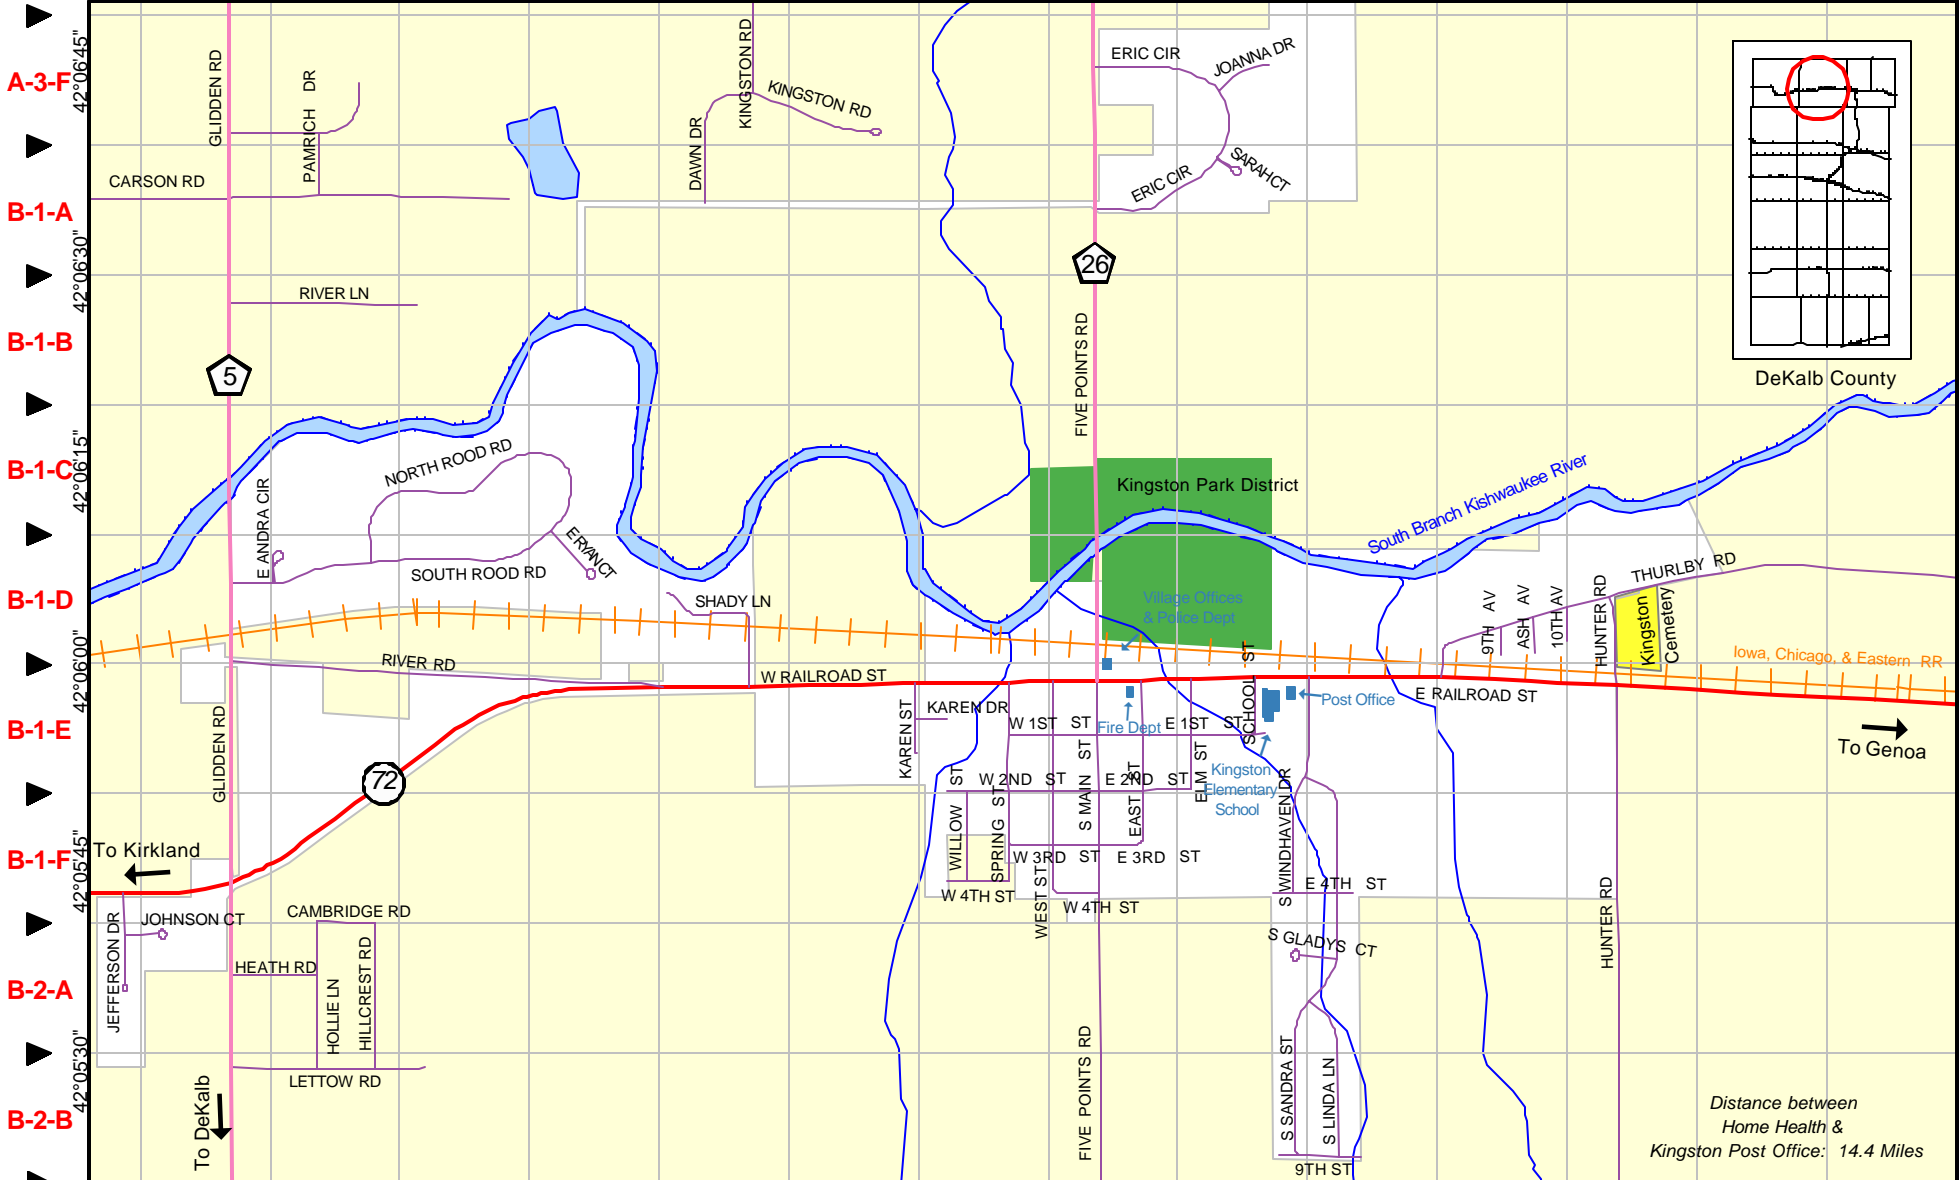 A-3-F
B-1-A
B-1-B
B-1-C
B-1-D
B-1-E
B-1-F
B-2-A
B-2-B
42°06'45"
42°06'30"
42°06'15"
42°06'00"
42°05'45"
42°05'30"
GLIDDEN RD
PAMRICH DR
CARSON RD
KINGSTON RD
KINGSTON RD
DAWN DR
ERIC CIR
JOANNA DR
SARAH CT
ERIC CIR
26
RIVER LN
5
FIVE POINTS RD
DeKalb County
NORTH ROOD RD
E ANDRA CIR
E RYAN CT
SOUTH ROOD RD
Kingston Park District
South Branch Kishwaukee River
THURLBY RD
SHADY LN
Village Offices
& Police Dept
9TH AV
ASH AV
10TH AV
HUNTER RD
Kingston
Cemetery
Iowa, Chicago, & Eastern RR
RIVER RD
W RAILROAD ST
E RAILROAD ST
SCHOOL ST
Post Office
GLIDDEN RD
KAREN ST
KAREN DR
W 1ST ST
E 1ST ST
Fire Dept
To Genoa
72
W 2ND ST
E 2ND ST
S MAIN ST
EAST ST
ELM ST
Kingston
Elementary
School
WILLOW ST
SPRING ST
S WINDHAVEN DR
To Kirkland
W 3RD ST
E 3RD ST
W 4TH ST
WEST ST
W 4TH ST
E 4TH ST
JEFFERSON DR
JOHNSON CT
CAMBRIDGE RD
HEATH RD
HOLLIE LN
HILLCREST RD
LETTOW RD
S GLADYS CT
HUNTER RD
To DeKalb
FIVE POINTS RD
S SANDRA ST
S LINDA LN
9TH ST
Distance between
Home Health &
Kingston Post Office: 14.4 Miles